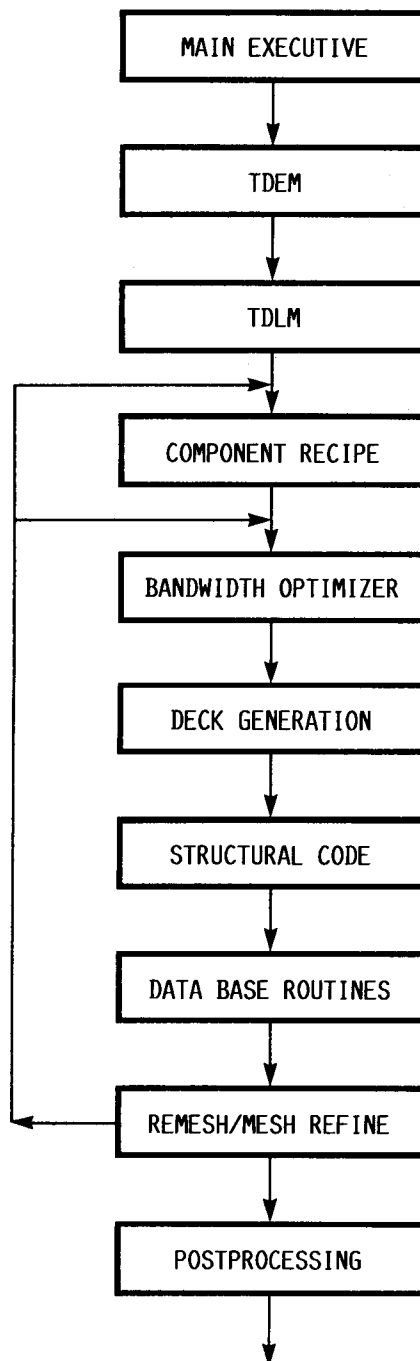 MAIN EXECUTIVE
TDEM
TDLM
COMPONENT RECIPE
BANDWIDTH OPTIMIZER
DECK GENERATION
STRUCTURAL CODE
DATA BASE ROUTINES
REMESH/MESH REFINE
POSTPROCESSING